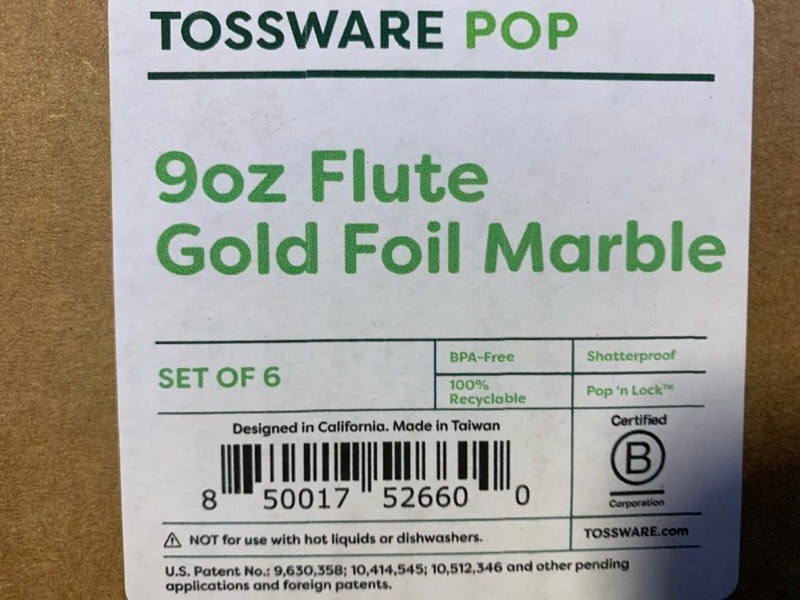 TOSSWARE POP
9oz Flute
Gold Foil Marble
SET OF 6
BPA-Free
Shatterproof
100%
Recyclable
Pop 'n Lock™
Designed in California. Made in Taiwan
8 50017 52660 0
Certified
B
Corporation
⚠ NOT for use with hot liquids or dishwashers.
TOSSWARE.com
U.S. Patent No.: 9,630,358; 10,414,545; 10,512,346 and other pending
applications and foreign patents.